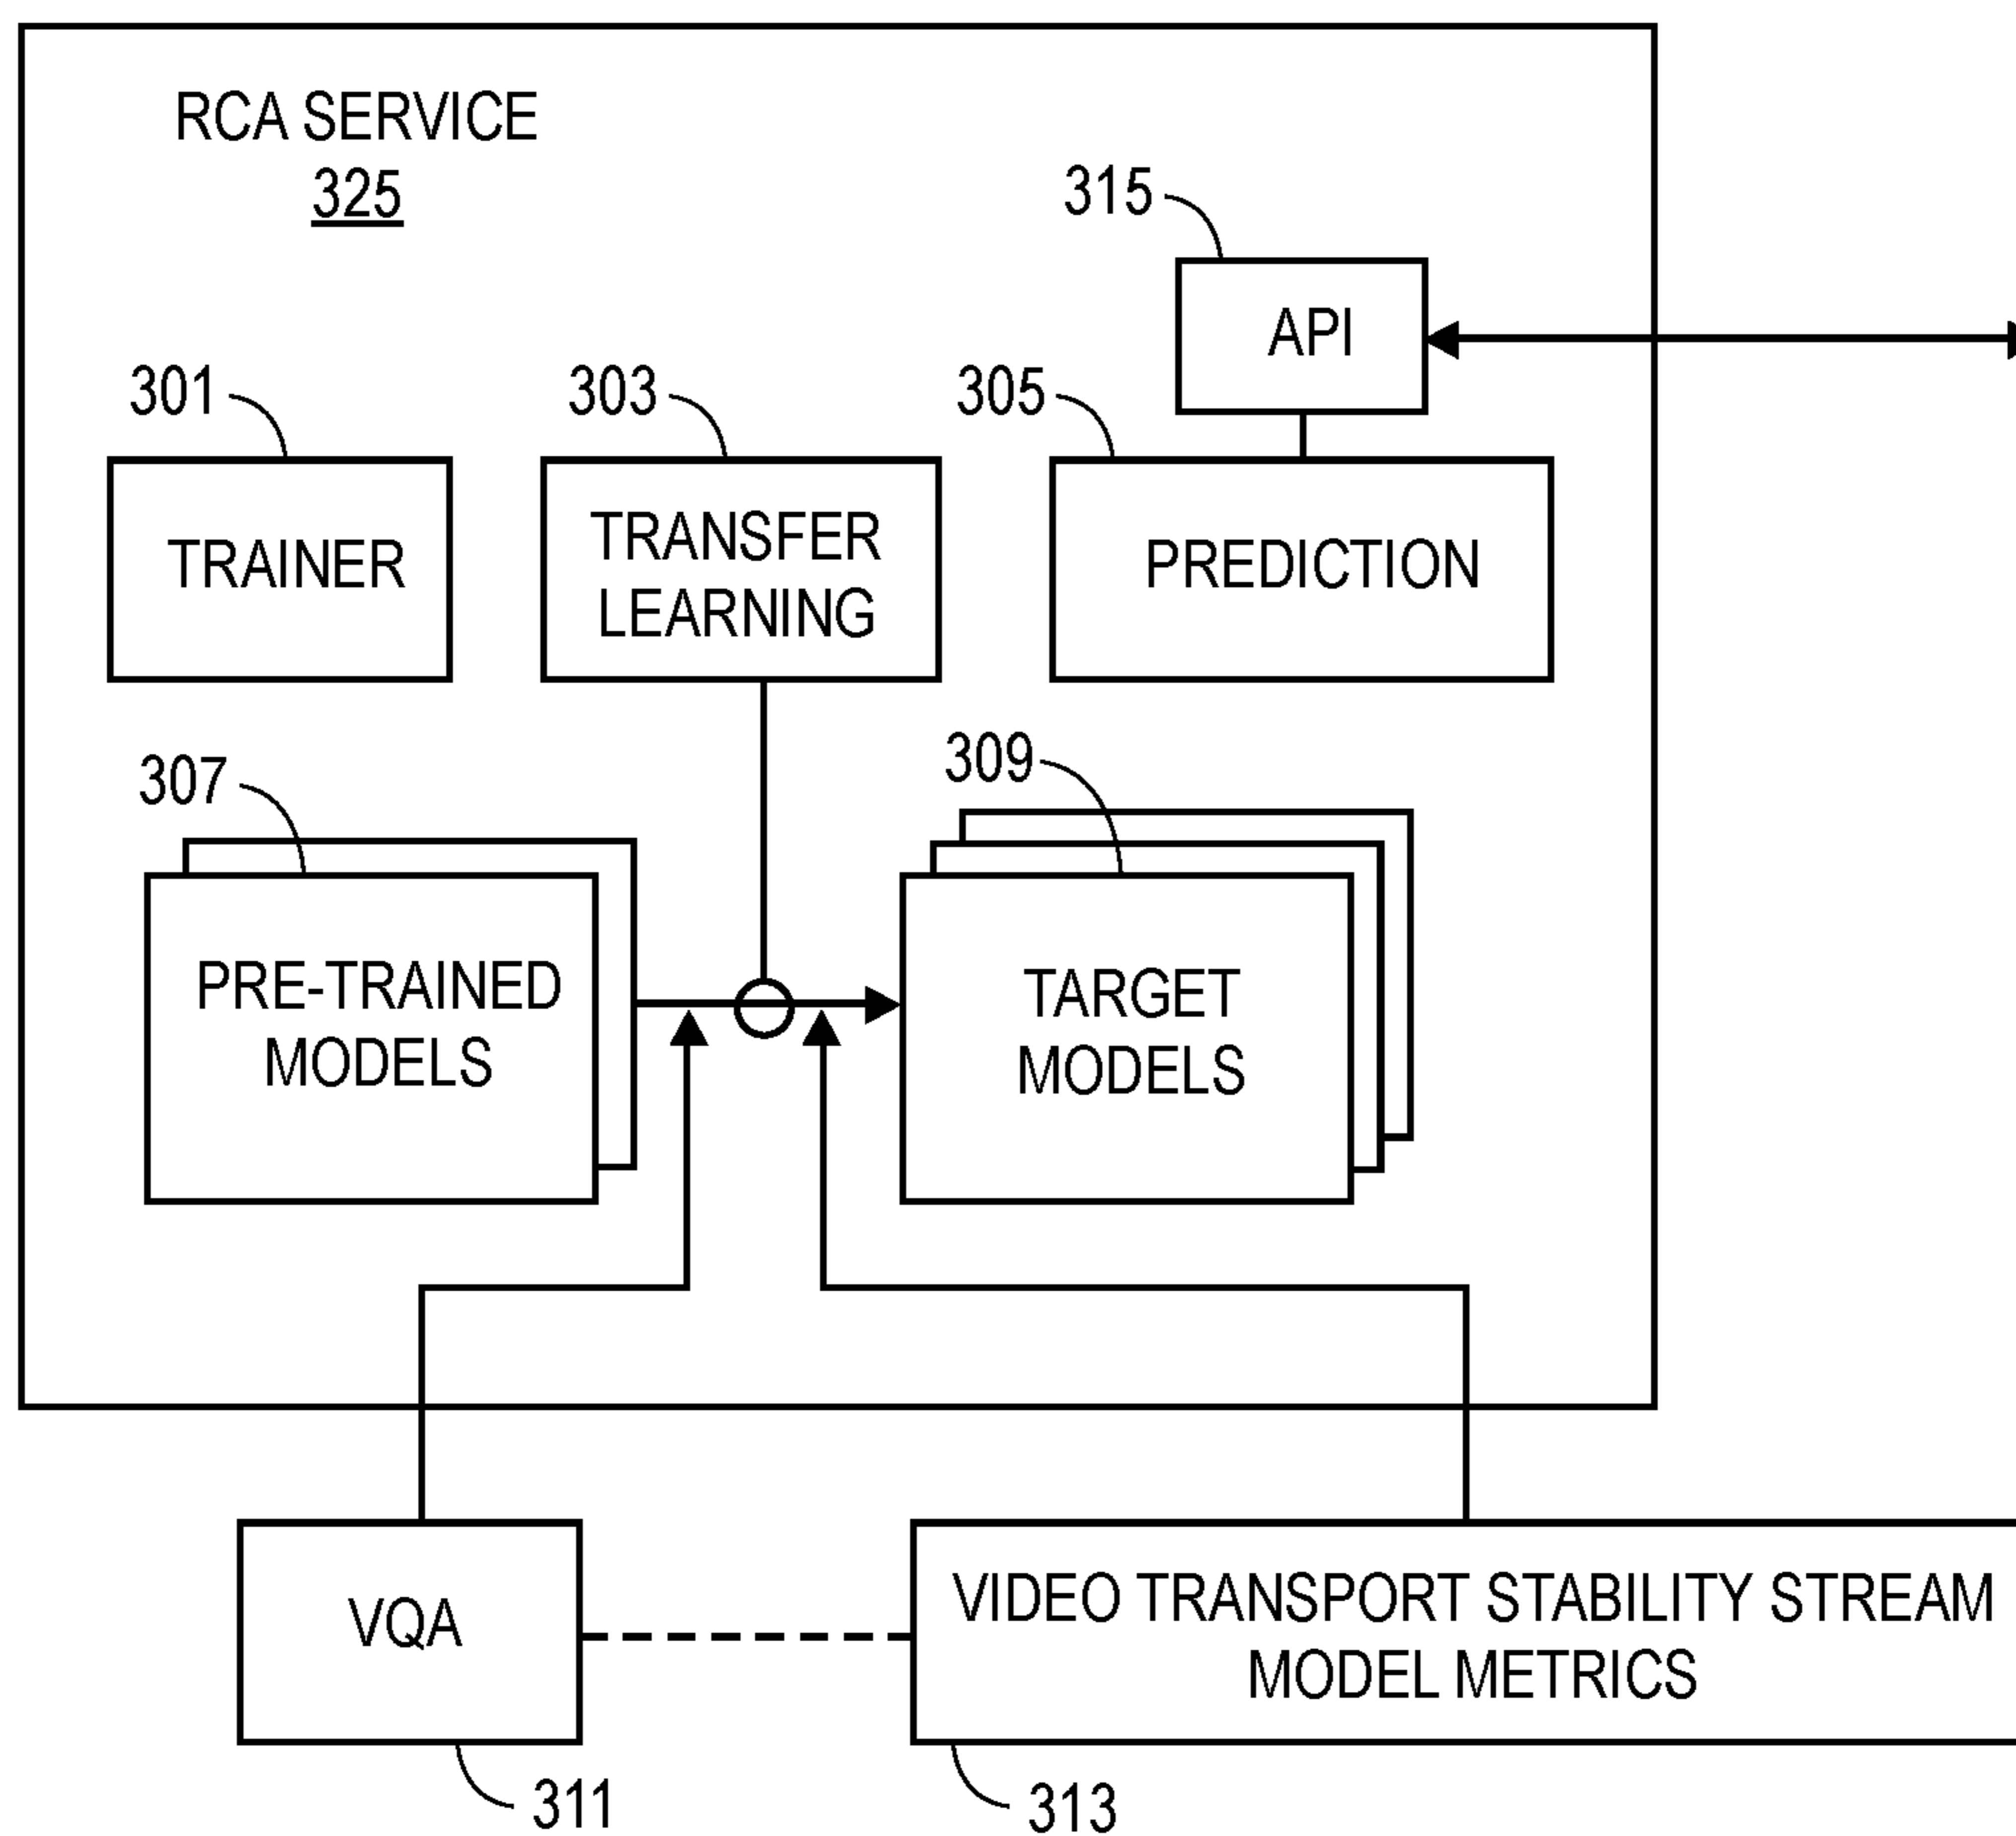 RCA SERVICE
325
315
API
301
303
305
TRAINER
TRANSFER
LEARNING
PREDICTION
307
309
PRE-TRAINED
MODELS
TARGET
MODELS
VQA
VIDEO TRANSPORT STABILITY STREAM
MODEL METRICS
311
313